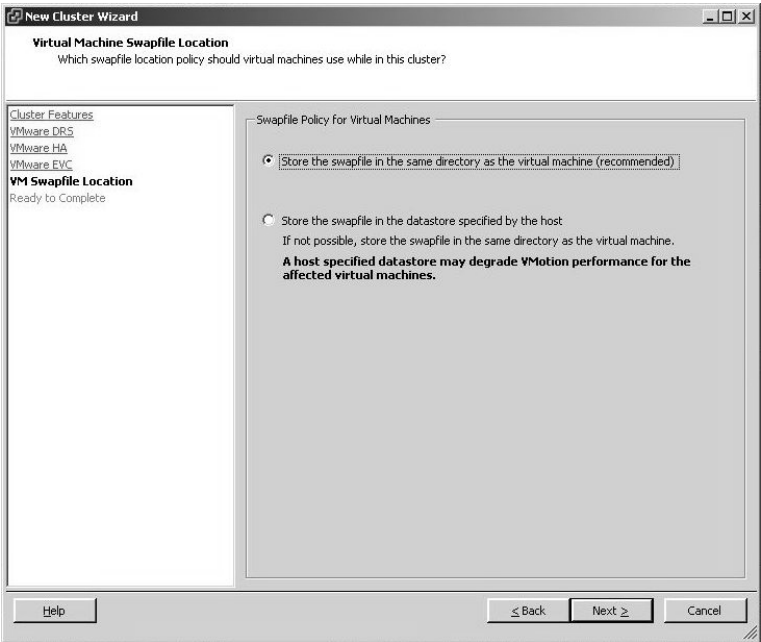 New Cluster Wizard
Virtual Machine Swapfile Location
Which swapfile location policy should virtual machines use while in this cluster?
Cluster Features
VMware DRS
VMware HA
VMware EVC
VM Swapfile Location
Ready to Complete
Swapfile Policy for Virtual Machines
Store the swapfile in the same directory as the virtual machine (recommended)
Store the swapfile in the datastore specified by the host
If not possible, store the swapfile in the same directory as the virtual machine.
A host specified datastore may degrade VMotion performance for the
affected virtual machines.
Help
< Back
Next >
Cancel